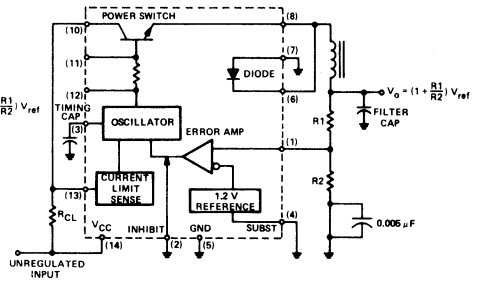 POWER SWITCH
(10)
(8)
(7)
(11)
DIODE
(12)
(6)
R1
R2
) Vref
TIMING
CAP
(3)
OSCILLATOR
ERROR AMP
Vo = (1 + R1
R2
) Vref
FILTER
CAP
R1
(1)
(13)
CURRENT
LIMIT
SENSE
1.2 V
REFERENCE
R2
(4)
RCL
VCC
INHIBIT
GND
SUBST
0.005 µF
(14)
(2)
(5)
UNREGULATED
INPUT